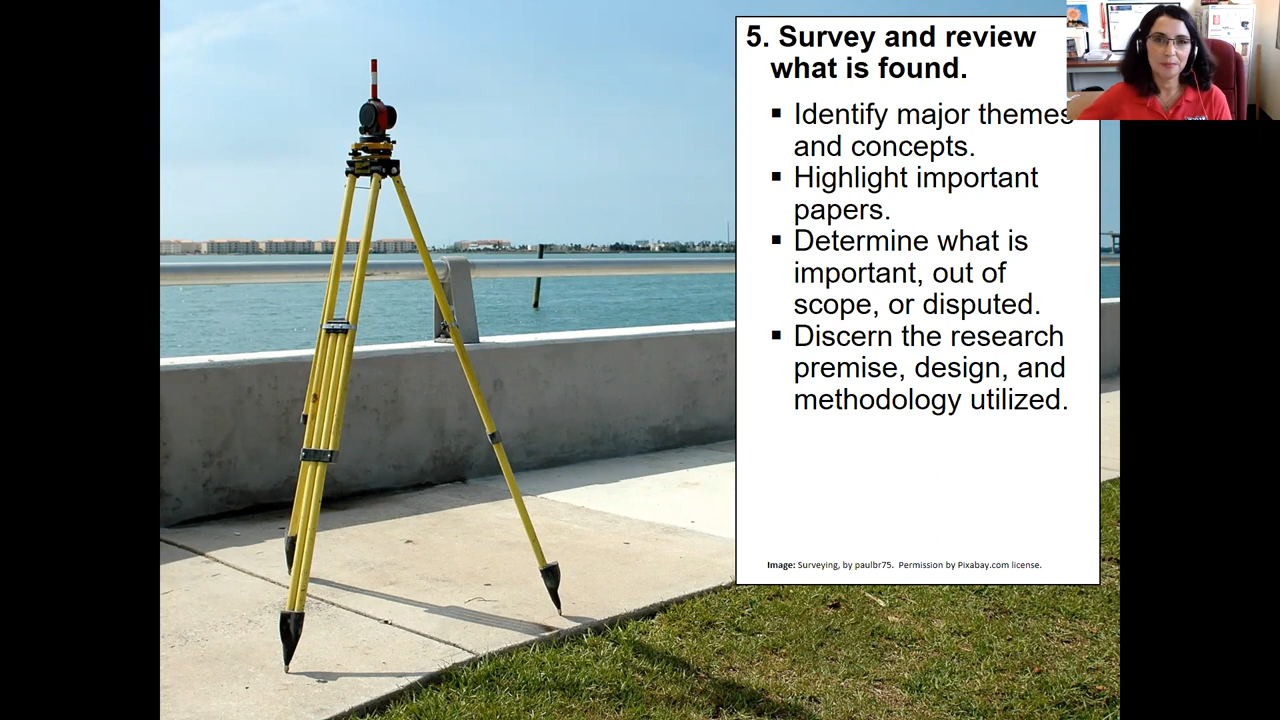 5. Survey and review
what is found.
▪ Identify major themes
and concepts.
▪ Highlight important
papers.
▪ Determine what is
important, out of
scope, or disputed.
▪ Discern the research
premise, design, and
methodology utilized.
Image: Surveying, by paulbr75. Permission by Pixabay.com license.